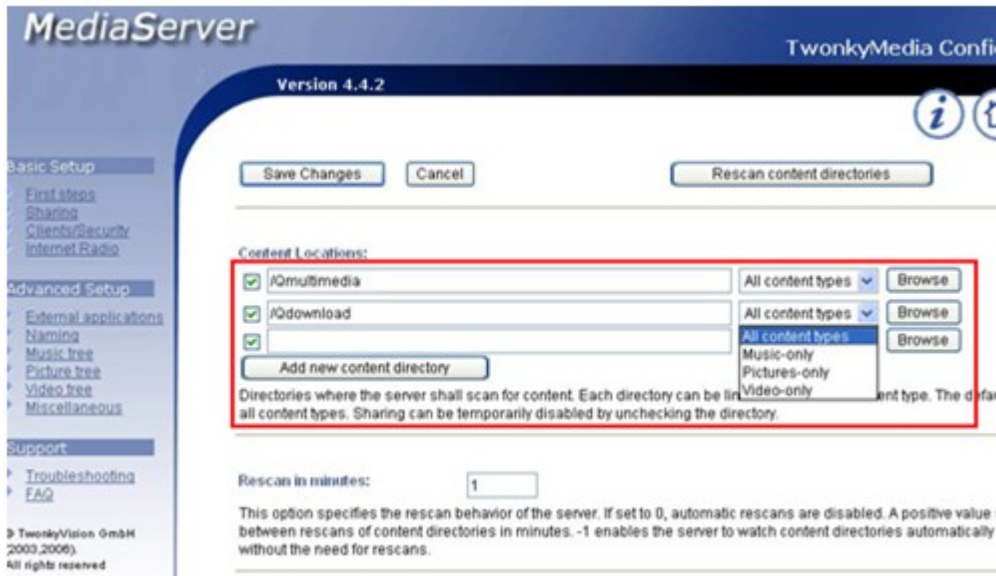 MediaServer
TwonkyMedia Confi
Version 4.4.2
Basic Setup
First steps
Sharing
Clients/Security
Internet Radio
Advanced Setup
External applications
Naming
Music tree
Picture tree
Video tree
Miscellaneous
Support
Troubleshooting
FAQ
© TwonkyVision GmbH
(2003,2006).
All rights reserved
Save Changes
Cancel
Rescan content directories
Content Locations:
/Qmultimedia
All content types
Browse
/Qdownload
All content types
Browse
All content types
Browse
Music-only
Pictures-only
Video-only
Add new content directory
Directories where the server shall scan for content. Each directory can be lin ent type. The defau
all content types. Sharing can be temporarily disabled by unchecking the directory.
Rescan in minutes:
1
This option specifies the rescan behavior of the server. If set to 0, automatic rescans are disabled. A positive value
between rescans of content directories in minutes. -1 enables the server to watch content directories automatically
without the need for rescans.